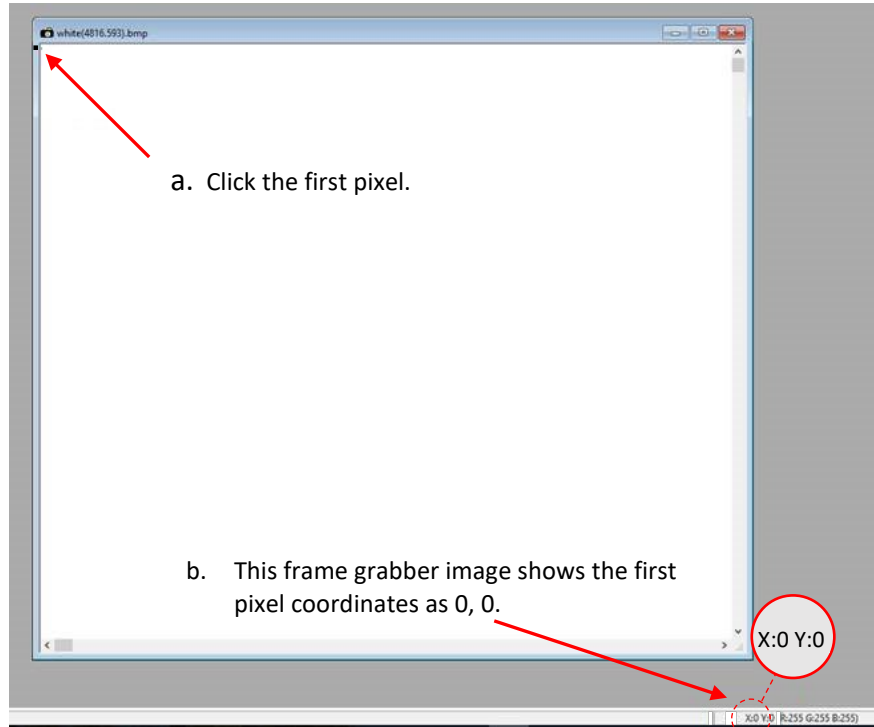 white(4816.593).bmp
a. Click the first pixel.
b. This frame grabber image shows the first
pixel coordinates as 0, 0.
X:0 Y:0
X:0 Y:0 R:255 G:255 B:255)